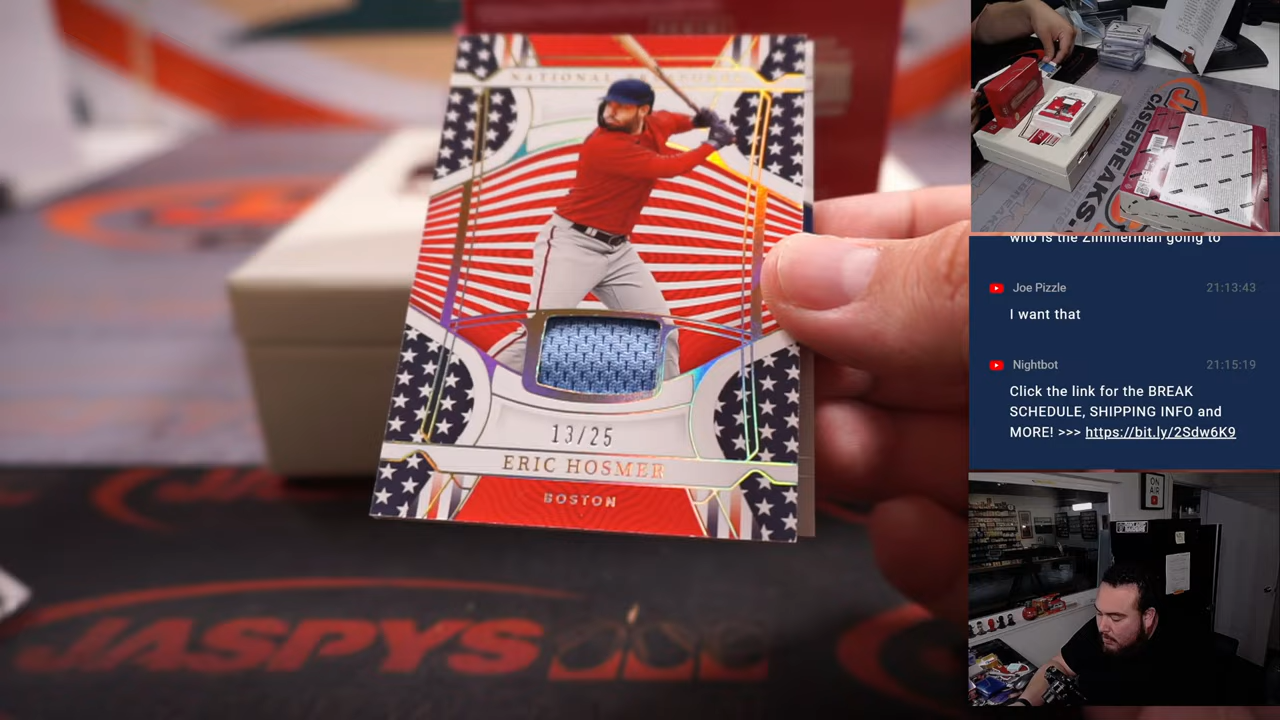 NATIONAL
13/25
ERIC HOSMER
BOSTON
JASPYS
CASEBREAKS.
who is the Zimmerman going to
Joe Pizzle
21:13:43
I want that
Nightbot
21:15:19
Click the link for the BREAK
SCHEDULE, SHIPPING INFO and
MORE! >>> https://bit.ly/2Sdw6K9
ON
AIR